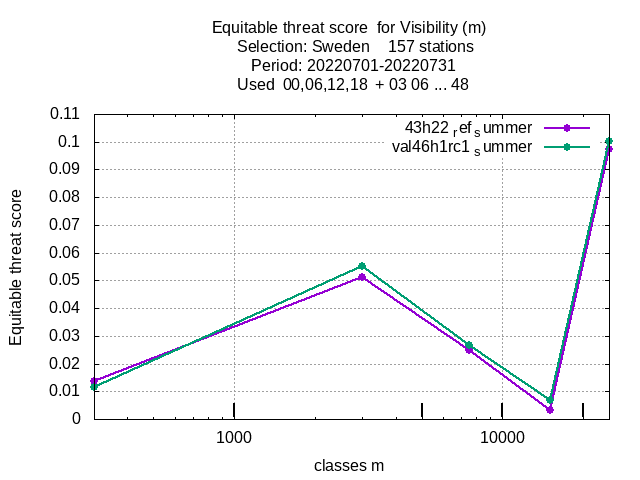 Equitable threat score for Visibility (m)
Selection: Sweden 157 stations
Period: 20220701-20220731
Used 00,06,12,18 + 03 06 ... 48
0.11
0.1
0.09
0.08
0.07
0.06
0.05
0.04
0.03
0.02
0.01
0
Equitable threat score
43h22 ref summer
val46h1rc1 summer
1000
10000
classes m